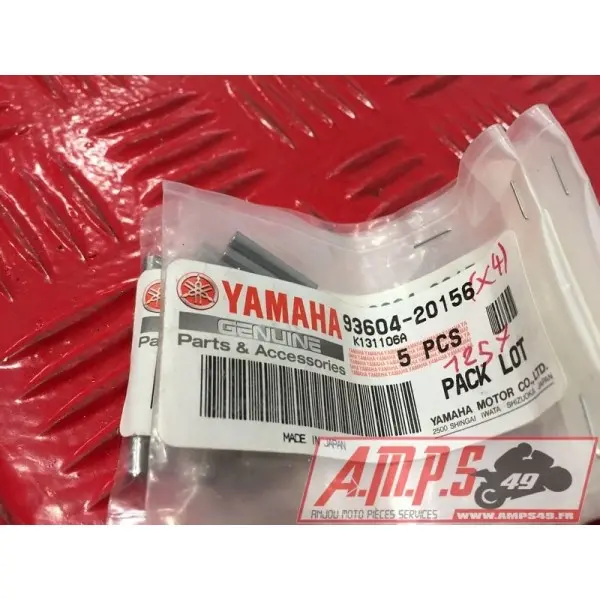 YAMAHA
GENUINE
Parts & Accessories
93604-20156 (x4)
K131106A
5 PCS
1257
PACK LOT
YAMAHA MOTOR CO., LTD.
2500 SHINGAI IWATA SHIZUOKA JAPAN
MADE IN JAPAN
A.M.P.S
49
ANJOU MOTO PIÈCES SERVICES
WWW.AMPS49.FR